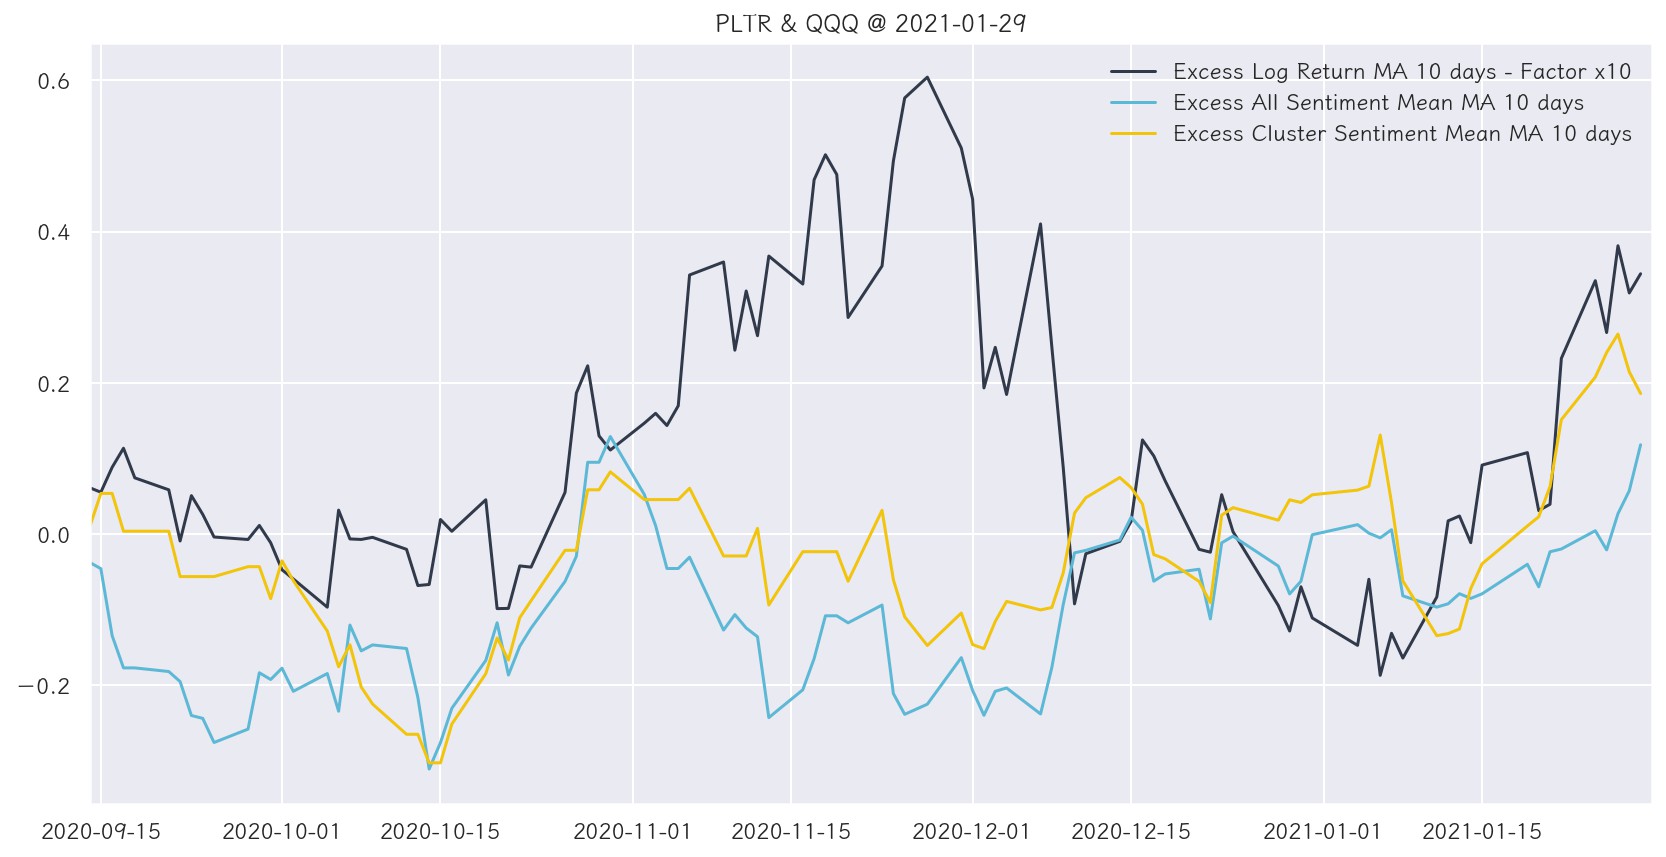 PLTR & QQQ @ 2021-01-29
Excess Log Return MA 10 days - Factor x10
Excess All Sentiment Mean MA 10 days
Excess Cluster Sentiment Mean MA 10 days
0.6
0.4
0.2
0.0
−0.2
2020-09-15 2020-10-01 2020-10-15 2020-11-01 2020-11-15 2020-12-01 2020-12-15 2021-01-01 2021-01-15